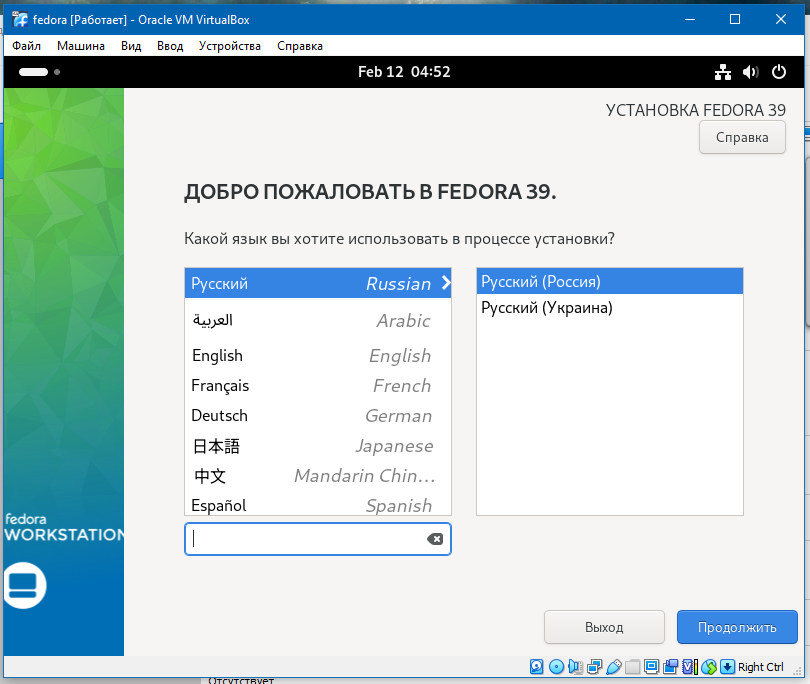 fedora [Работает] - Oracle VM VirtualBox
Файл Машина Вид Ввод Устройства Справка
Feb 12 04:52
УСТАНОВКА FEDORA 39
Справка
ДОБРО ПОЖАЛОВАТЬ В FEDORA 39.
Какой язык вы хотите использовать в процессе установки?
Русский Russian
العربية Arabic
English English
Français French
Deutsch German
日本語 Japanese
中文 Mandarin Chin...
Español Spanish
Русский (Россия)
Русский (Украина)
fedora
WORKSTATION
Выход Продолжить
Right Ctrl
Отсутствует